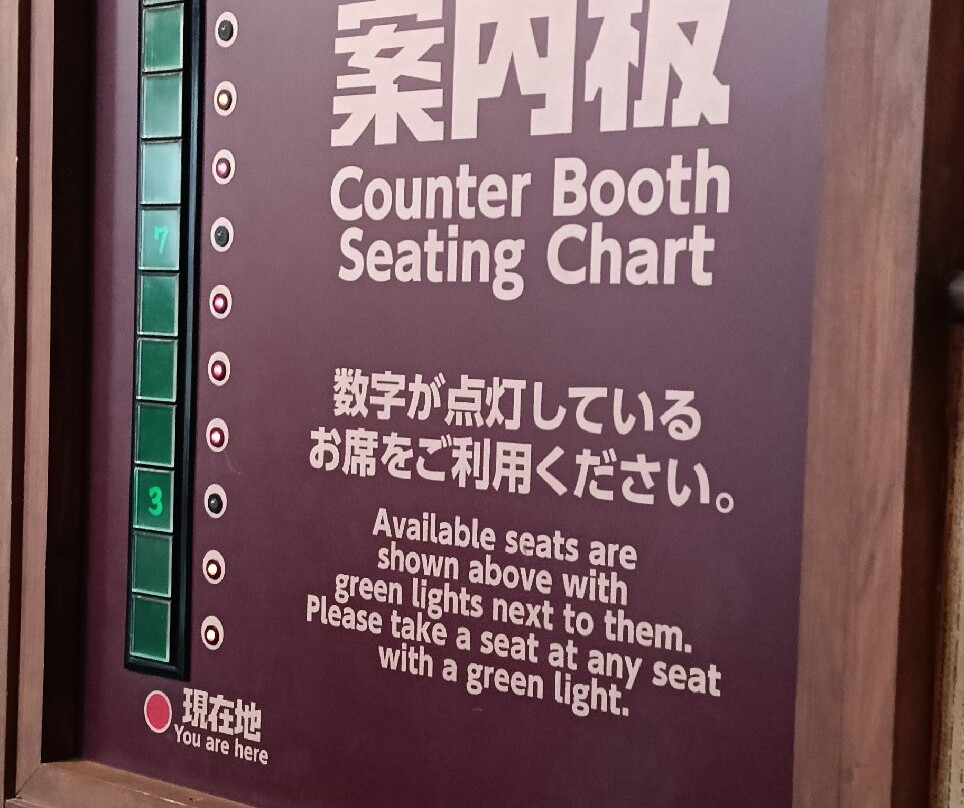 案内板
Counter Booth
Seating Chart
7
数字が点灯している
お席をご利用ください。
3
Available seats are
shown above with
green lights next to them.
Please take a seat at any seat
with a green light.
現在地
You are here